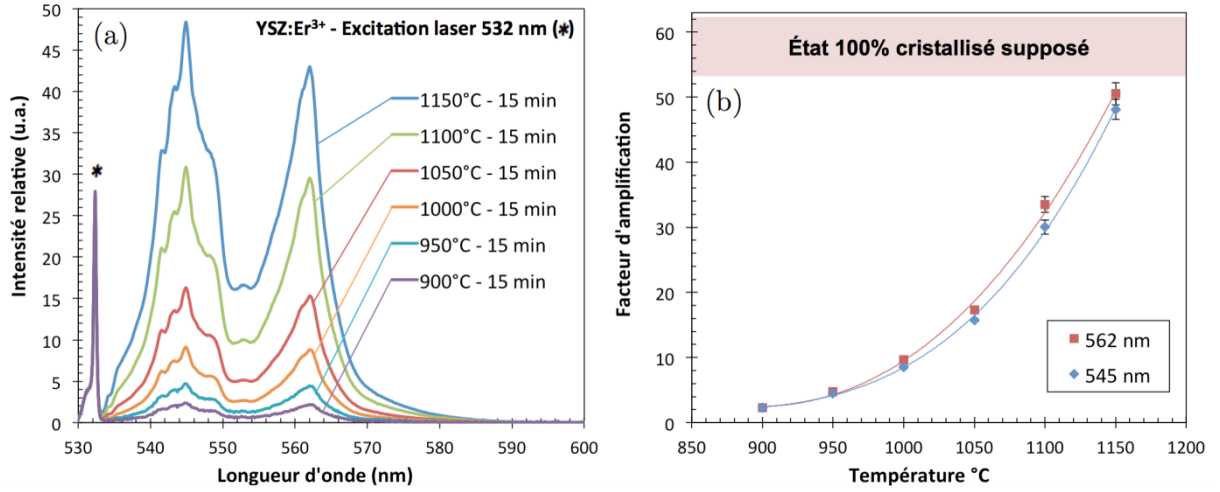 (a)
YSZ:Er³⁺ - Excitation laser 532 nm (*)
Intensité relative (u.a.)
50
45
40
35
30
25
20
15
10
5
0
*
1150°C - 15 min
1100°C - 15 min
1050°C - 15 min
1000°C - 15 min
950°C - 15 min
900°C - 15 min
530 540 550 560 570 580 590 600
Longueur d'onde (nm)
(b)
État 100% cristallisé supposé
Facteur d'amplification
60
50
40
30
20
10
0
562 nm
545 nm
850 900 950 1000 1050 1100 1150 1200
Température °C